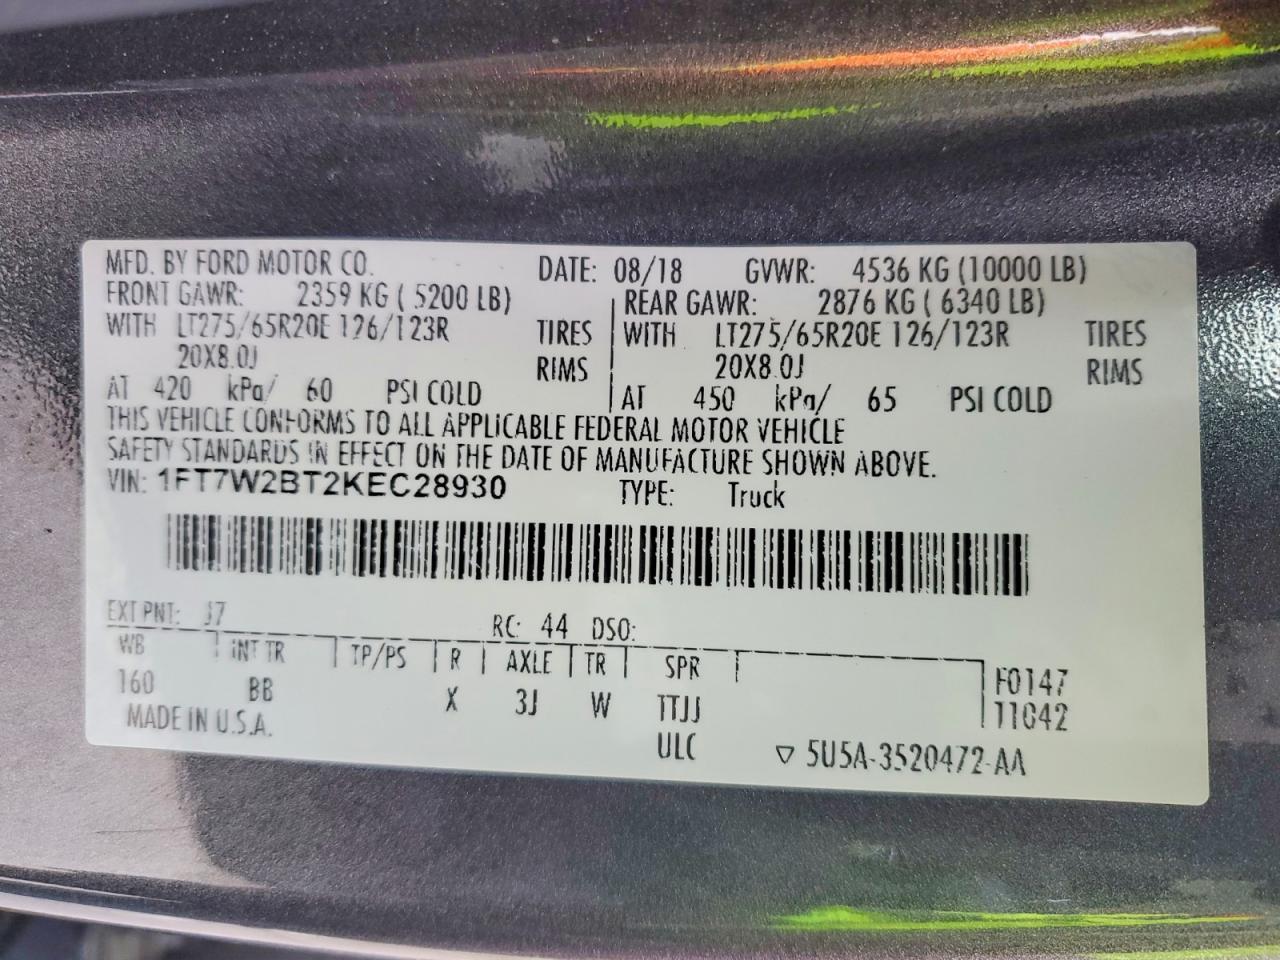 MFD. BY FORD MOTOR CO. DATE: 08/18 GVWR: 4536 KG (10000 LB)
FRONT GAWR: 2359 KG ( 5200 LB) REAR GAWR: 2876 KG ( 6340 LB)
WITH LT275/65R20E 126/123R TIRES WITH LT275/65R20E 126/123R TIRES
20X8.0J RIMS 20X8.0J RIMS
AT 420 kPa/ 60 PSI COLD AT 450 kPa/ 65 PSI COLD
THIS VEHICLE CONFORMS TO ALL APPLICABLE FEDERAL MOTOR VEHICLE
SAFETY STANDARDS IN EFFECT ON THE DATE OF MANUFACTURE SHOWN ABOVE.
VIN: 1FT7W2BT2KEC28930 TYPE: Truck
EXT PNT: J7 RC: 44 DSO:
WB INT TR TP/PS R AXLE TR SPR
160 BB X 3J W TTJJ F0147
MADE IN U.S.A. ULC 11042
▽ 5U5A-3520472-AA